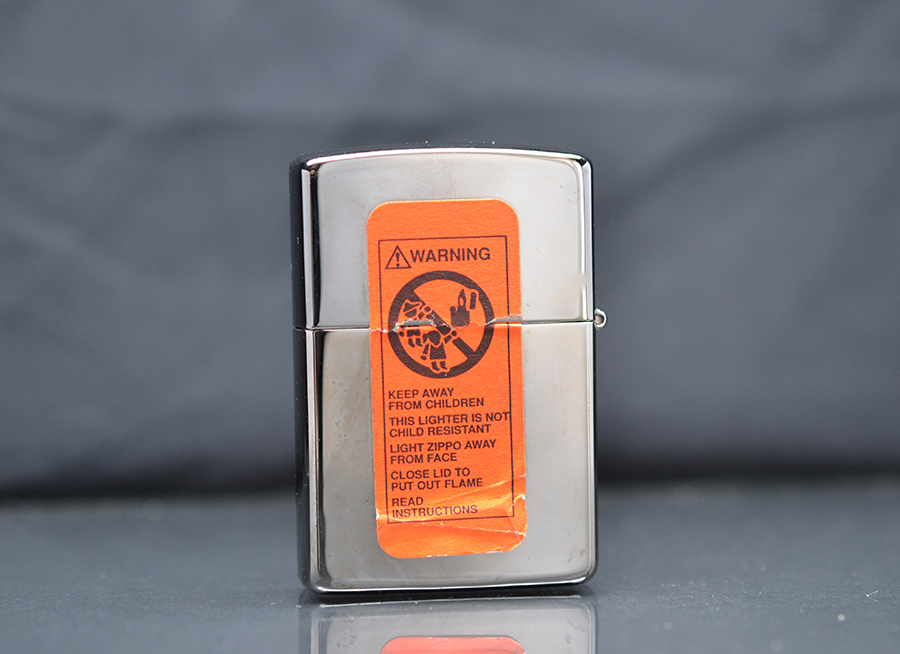 WARNING
KEEP AWAY
FROM CHILDREN
THIS LIGHTER IS NOT
CHILD RESISTANT
LIGHT ZIPPO AWAY
FROM FACE
CLOSE LID TO
PUT OUT FLAME
READ
INSTRUCTIONS